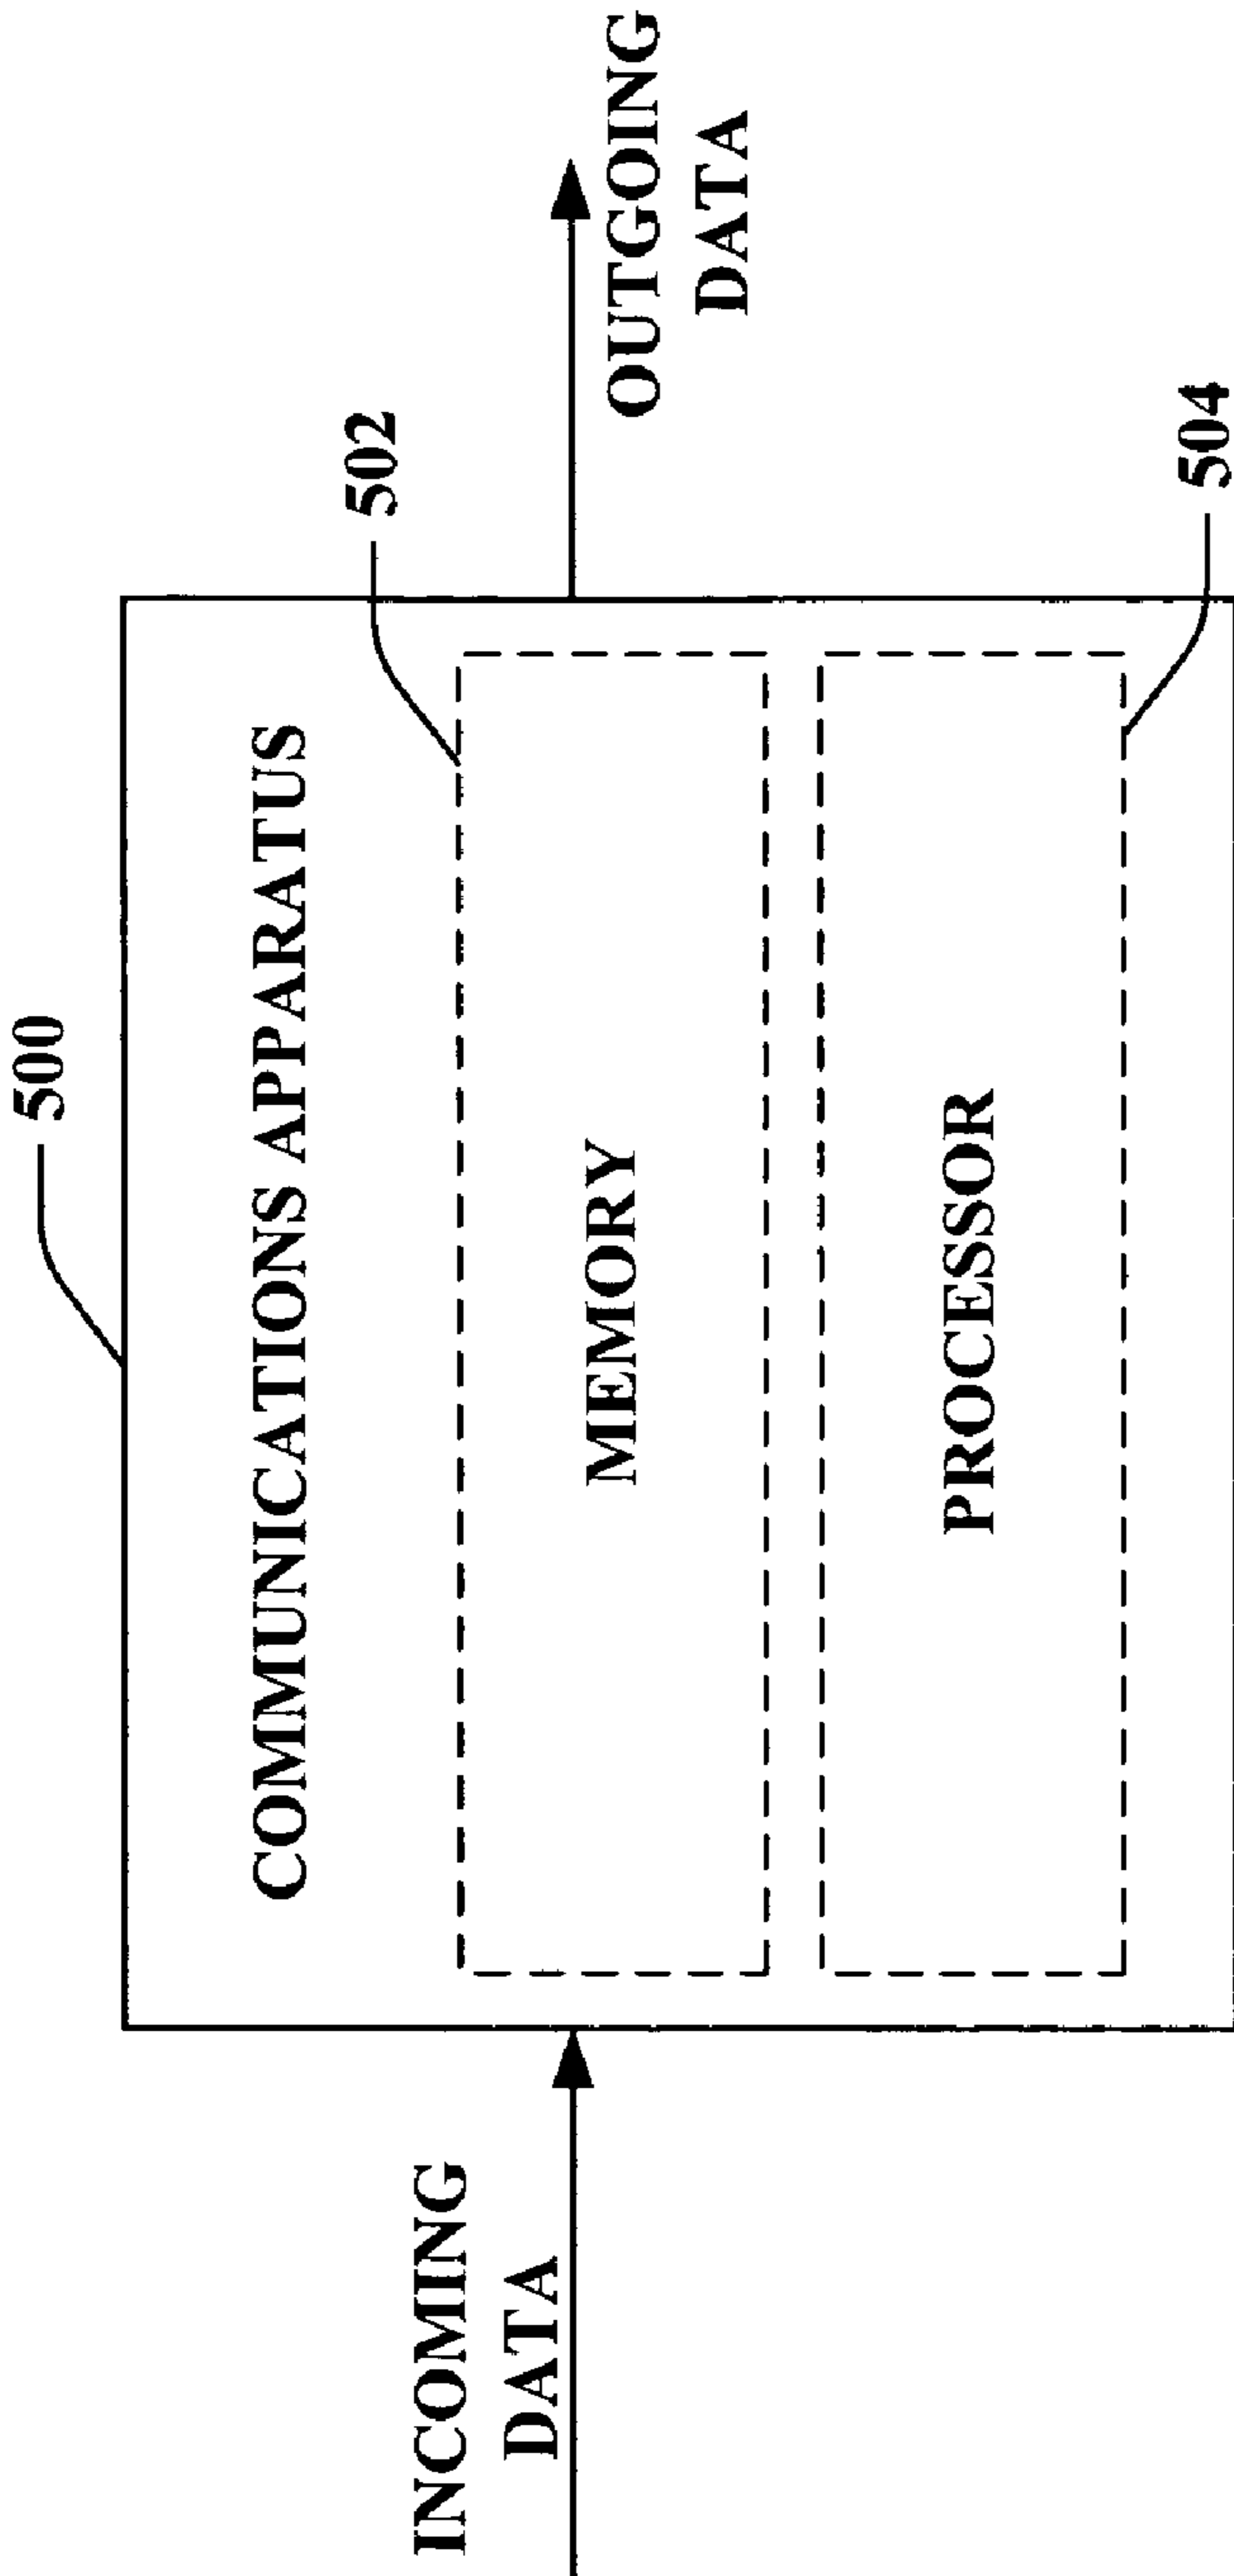 500
COMMUNICATIONS APPARATUS
INCOMING
DATA
502
MEMORY
OUTGOING
DATA
PROCESSOR
504